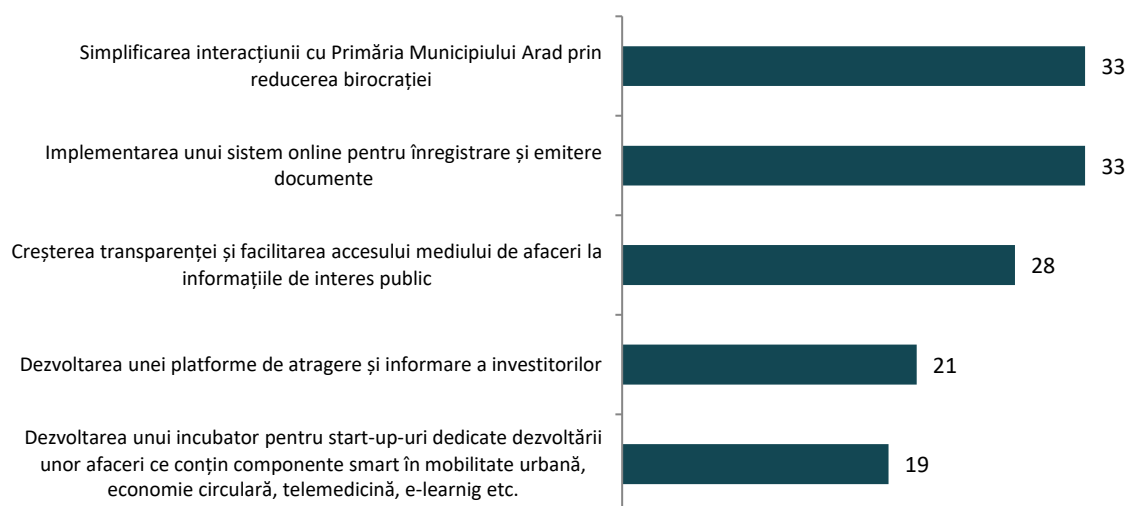 Simplificarea interacțiunii cu Primăria Municipiului Arad prin
reducerea birocrației
33
Implementarea unui sistem online pentru înregistrare și emitere
documente
33
Creșterea transparenței și facilitarea accesului mediului de afaceri la
informațiile de interes public
28
Dezvoltarea unei platforme de atragere și informare a investitorilor
21
Dezvoltarea unui incubator pentru start-up-uri dedicate dezvoltării
unor afaceri ce conțin componente smart în mobilitate urbană,
economie circulară, telemedicină, e-learnig etc.
19